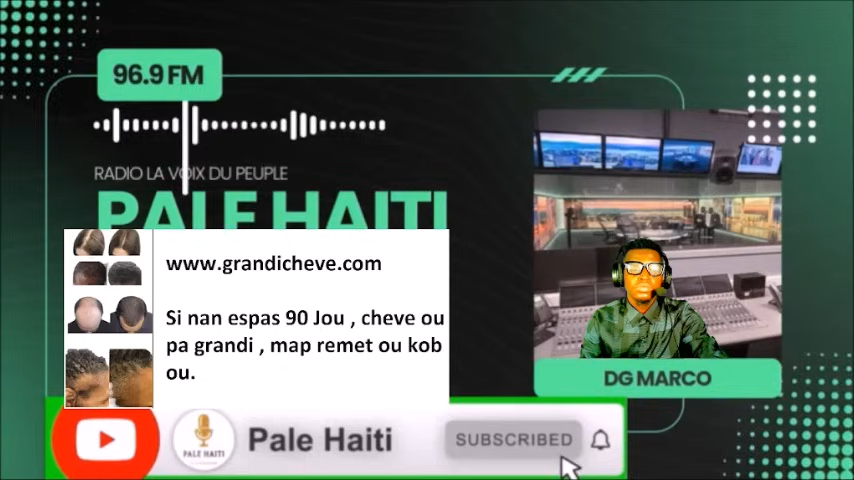 96.9 FM
RADIO LA VOIX DU PEUPLE
PALE HAITI
www.grandicheve.com
Si nan espas 90 Jou , cheve ou
pa grandi , map remet ou kob
ou.
DG MARCO
PALE HAITI
Pale Haiti
SUBSCRIBED